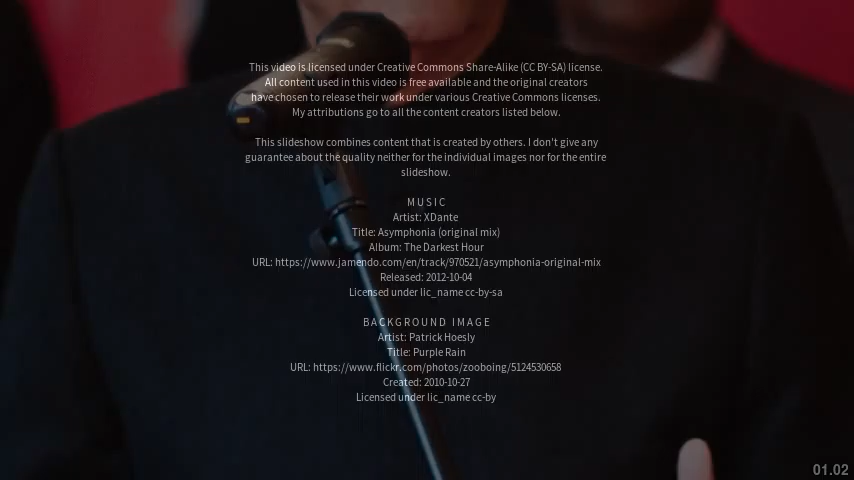 This video is licensed under Creative Commons Share-Alike (CC BY-SA) license.
All content used in this video is free available and the original creators
have chosen to release their work under various Creative Commons licenses.
My attributions go to all the content creators listed below.
This slideshow combines content that is created by others. I don't give any
guarantee about the quality neither for the individual images nor for the entire
slideshow.
MUSIC
Artist: XDante
Title: Asymphonia (original mix)
Album: The Darkest Hour
URL: https://www.jamendo.com/en/track/970521/asymphonia-original-mix
Released: 2012-10-04
Licensed under lic_name cc-by-sa
BACKGROUND IMAGE
Artist: Patrick Hoesly
Title: Purple Rain
URL: https://www.flickr.com/photos/zooboing/5124530658
Created: 2010-10-27
Licensed under lic_name cc-by
01.02